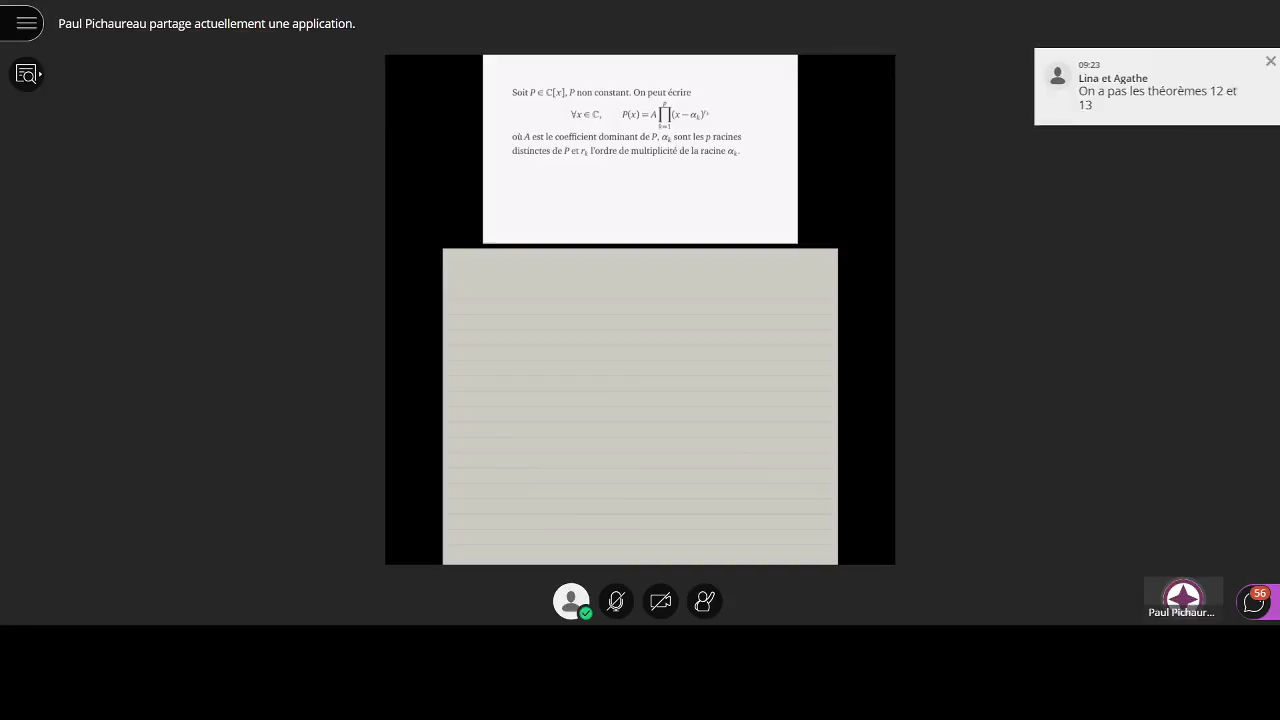 Paul Pichaureau partage actuellement une application.
09:23
Lina et Agathe
On a pas les théorèmes 12 et
13
Soit P ∈ ℂ[x], P non constant. On peut écrire
∀x ∈ ℂ, P(x) = A ∏_{k=1}^{p} (x − α_k)^{r_k}
où A est le coefficient dominant de P, α_k sont les p racines
distinctes de P et r_k l'ordre de multiplicité de la racine α_k.
Paul Pichaur...
56